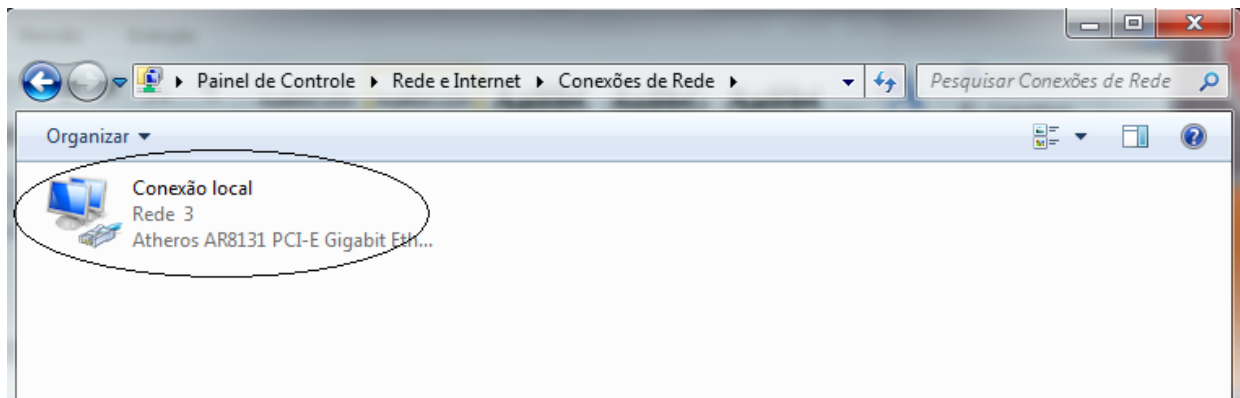 Painel de Controle Rede e Internet Conexões de Rede
Pesquisar Conexões de Rede
Organizar
Conexão local
Rede 3
Atheros AR8131 PCI-E Gigabit Eth...